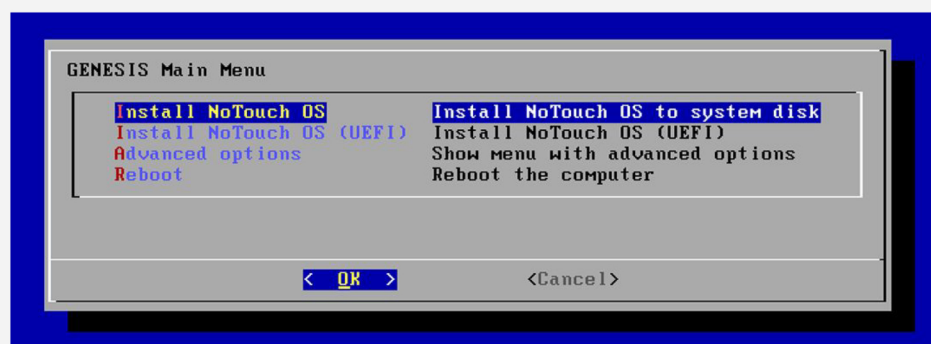 GENESIS Main Menu
Install NoTouch OS Install NoTouch OS to system disk
Install NoTouch OS (UEFI) Install NoTouch OS (UEFI)
Advanced options Show menu with advanced options
Reboot Reboot the computer
< OK > <Cancel>